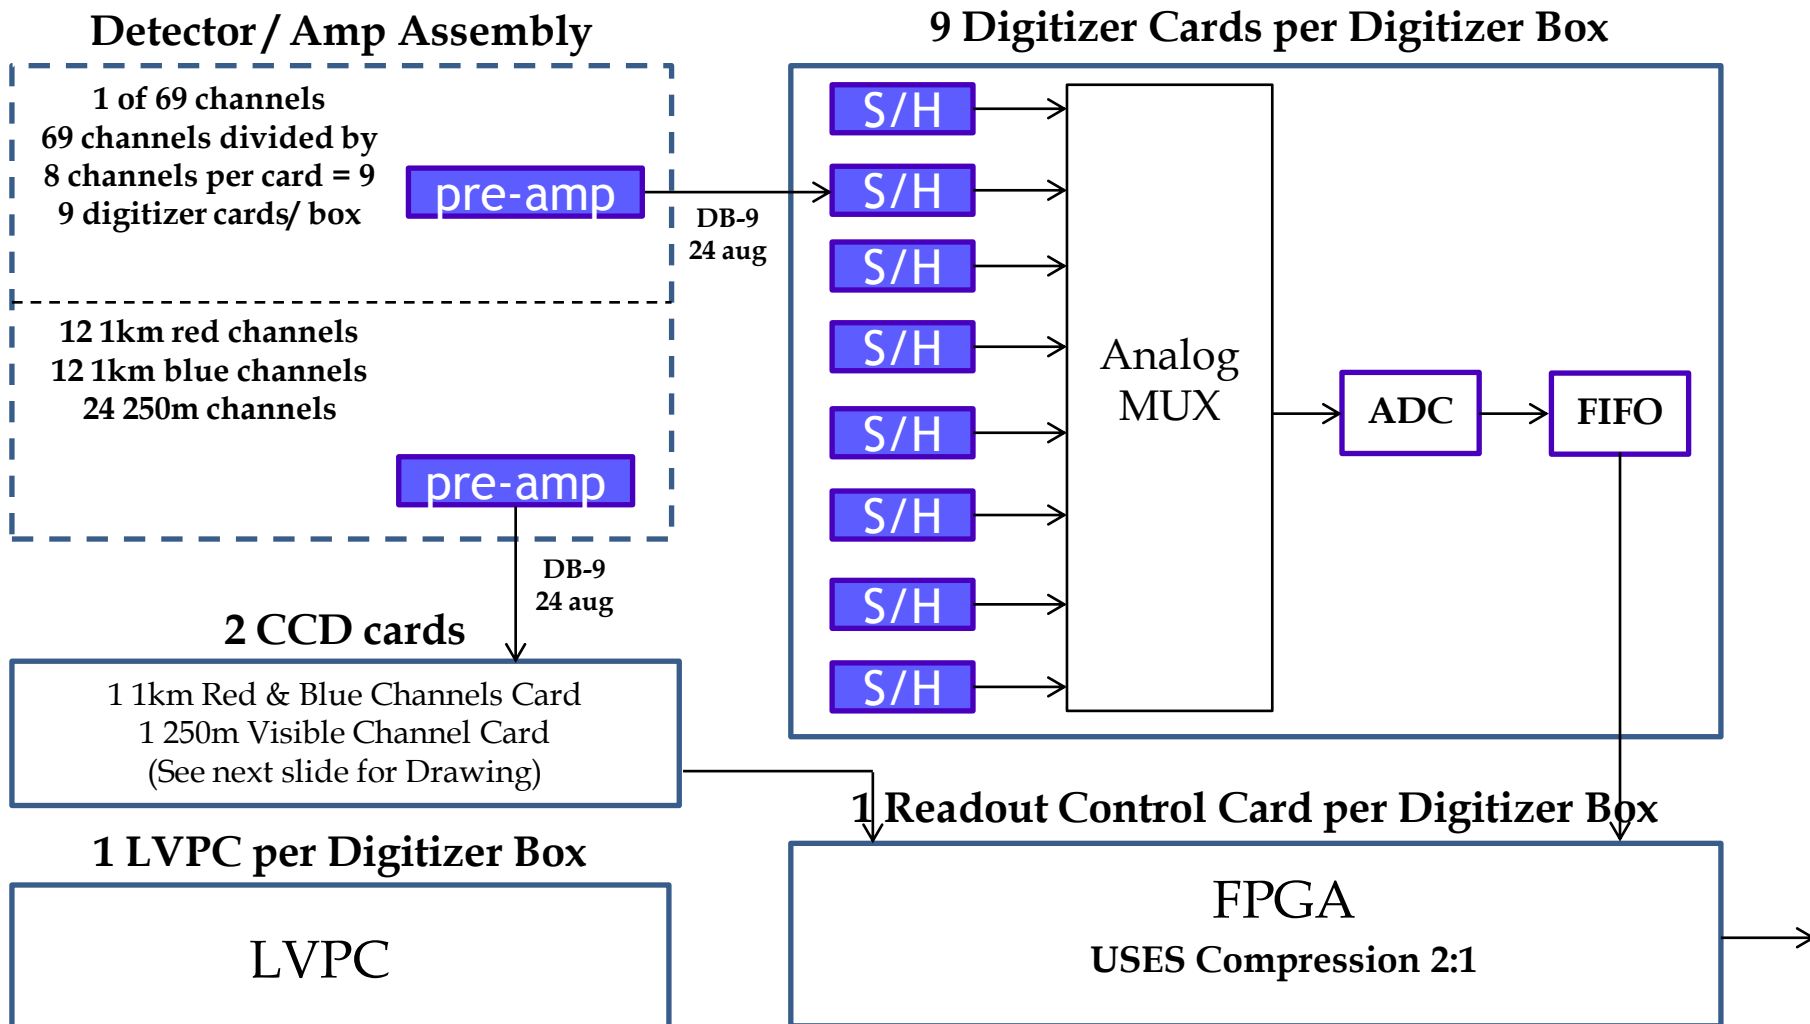 Detector / Amp Assembly
1 of 69 channels
69 channels divided by
8 channels per card = 9
9 digitizer cards/ box
pre-amp
DB-9
24 aug
12 1km red channels
12 1km blue channels
24 250m channels
pre-amp
DB-9
24 aug
2 CCD cards
1 1km Red & Blue Channels Card
1 250m Visible Channel Card
(See next slide for Drawing)
1 LVPC per Digitizer Box
LVPC
9 Digitizer Cards per Digitizer Box
S/H
S/H
S/H
S/H
S/H
S/H
S/H
S/H
Analog
MUX
ADC
FIFO
1 Readout Control Card per Digitizer Box
FPGA
USES Compression 2:1